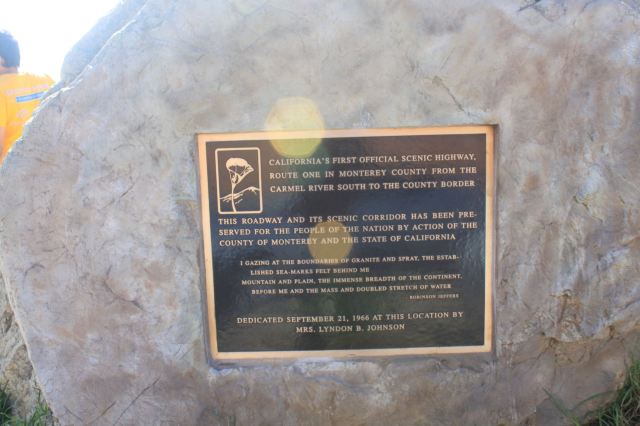 CALIFORNIA'S FIRST OFFICIAL SCENIC HIGHWAY,
ROUTE ONE IN MONTEREY COUNTY FROM THE
CARMEL RIVER SOUTH TO THE COUNTY BORDER
THIS ROADWAY AND ITS SCENIC CORRIDOR HAS BEEN PRE-
SERVED FOR THE PEOPLE OF THE NATION BY ACTION OF THE
COUNTY OF MONTEREY AND THE STATE OF CALIFORNIA
I GAZING AT THE BOUNDARIES OF GRANITE AND SPRAY, THE ESTAB-
LISHED SEA-MARKS FELT BEHIND ME
MOUNTAIN AND PLAIN, THE IMMENSE BREADTH OF THE CONTINENT,
BEFORE ME AND THE MASS AND DOUBLED STRETCH OF WATER
ROBINSON JEFFERS
DEDICATED SEPTEMBER 21, 1966 AT THIS LOCATION BY
MRS. LYNDON B. JOHNSON